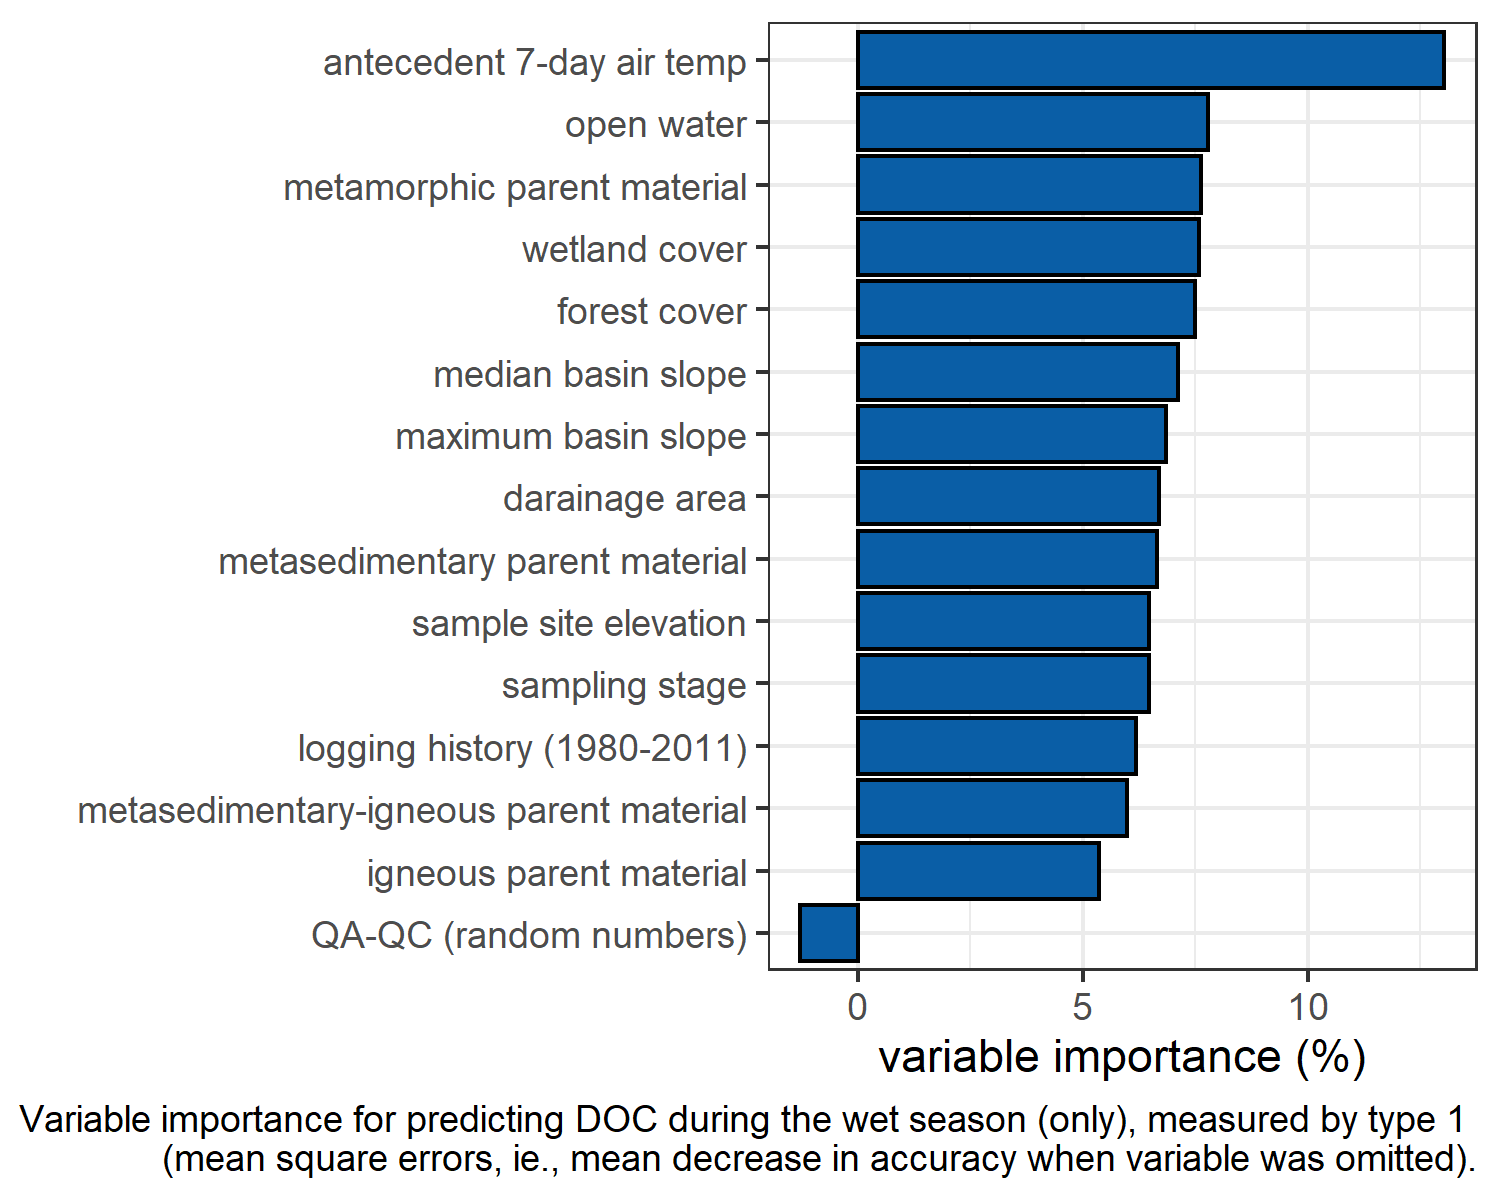 antecedent 7-day air temp
open water
metamorphic parent material
wetland cover
forest cover
median basin slope
maximum basin slope
darainage area
metasedimentary parent material
sample site elevation
sampling stage
logging history (1980-2011)
metasedimentary-igneous parent material
igneous parent material
QA-QC (random numbers)
0 5 10
variable importance (%)
Variable importance for predicting DOC during the wet season (only), measured by type 1
(mean square errors, ie., mean decrease in accuracy when variable was omitted).